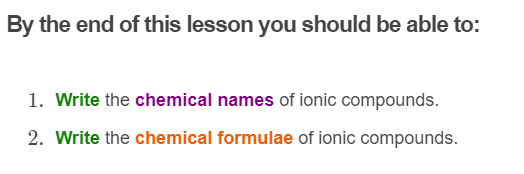 By the end of this lesson you should be able to:
1. Write the chemical names of ionic compounds.
2. Write the chemical formulae of ionic compounds.